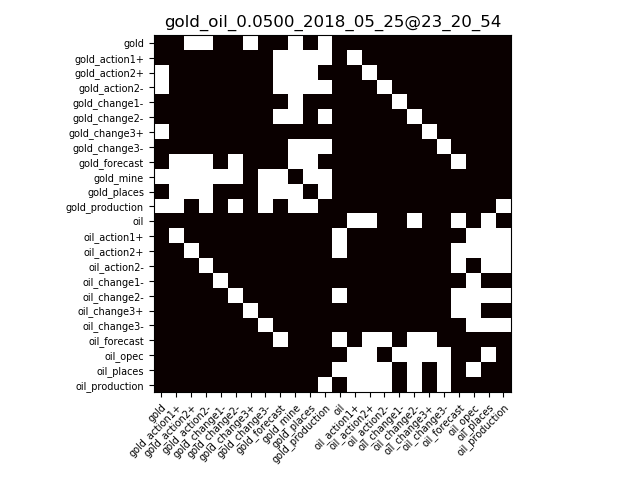 gold_oil_0.0500_2018_05_25@23_20_54
gold
gold_action1+
gold_action2+
gold_action2-
gold_change1-
gold_change2-
gold_change3+
gold_change3-
gold_forecast
gold_mine
gold_places
gold_production
oil
oil_action1+
oil_action2+
oil_action2-
oil_change1-
oil_change2-
oil_change3+
oil_change3-
oil_forecast
oil_opec
oil_places
oil_production
gold
gold_action1+
gold_action2+
gold_action2-
gold_change1-
gold_change2-
gold_change3+
gold_change3-
gold_forecast
gold_mine
gold_places
gold_production
oil
oil_action1+
oil_action2+
oil_action2-
oil_change1-
oil_change2-
oil_change3+
oil_change3-
oil_forecast
oil_opec
oil_places
oil_production